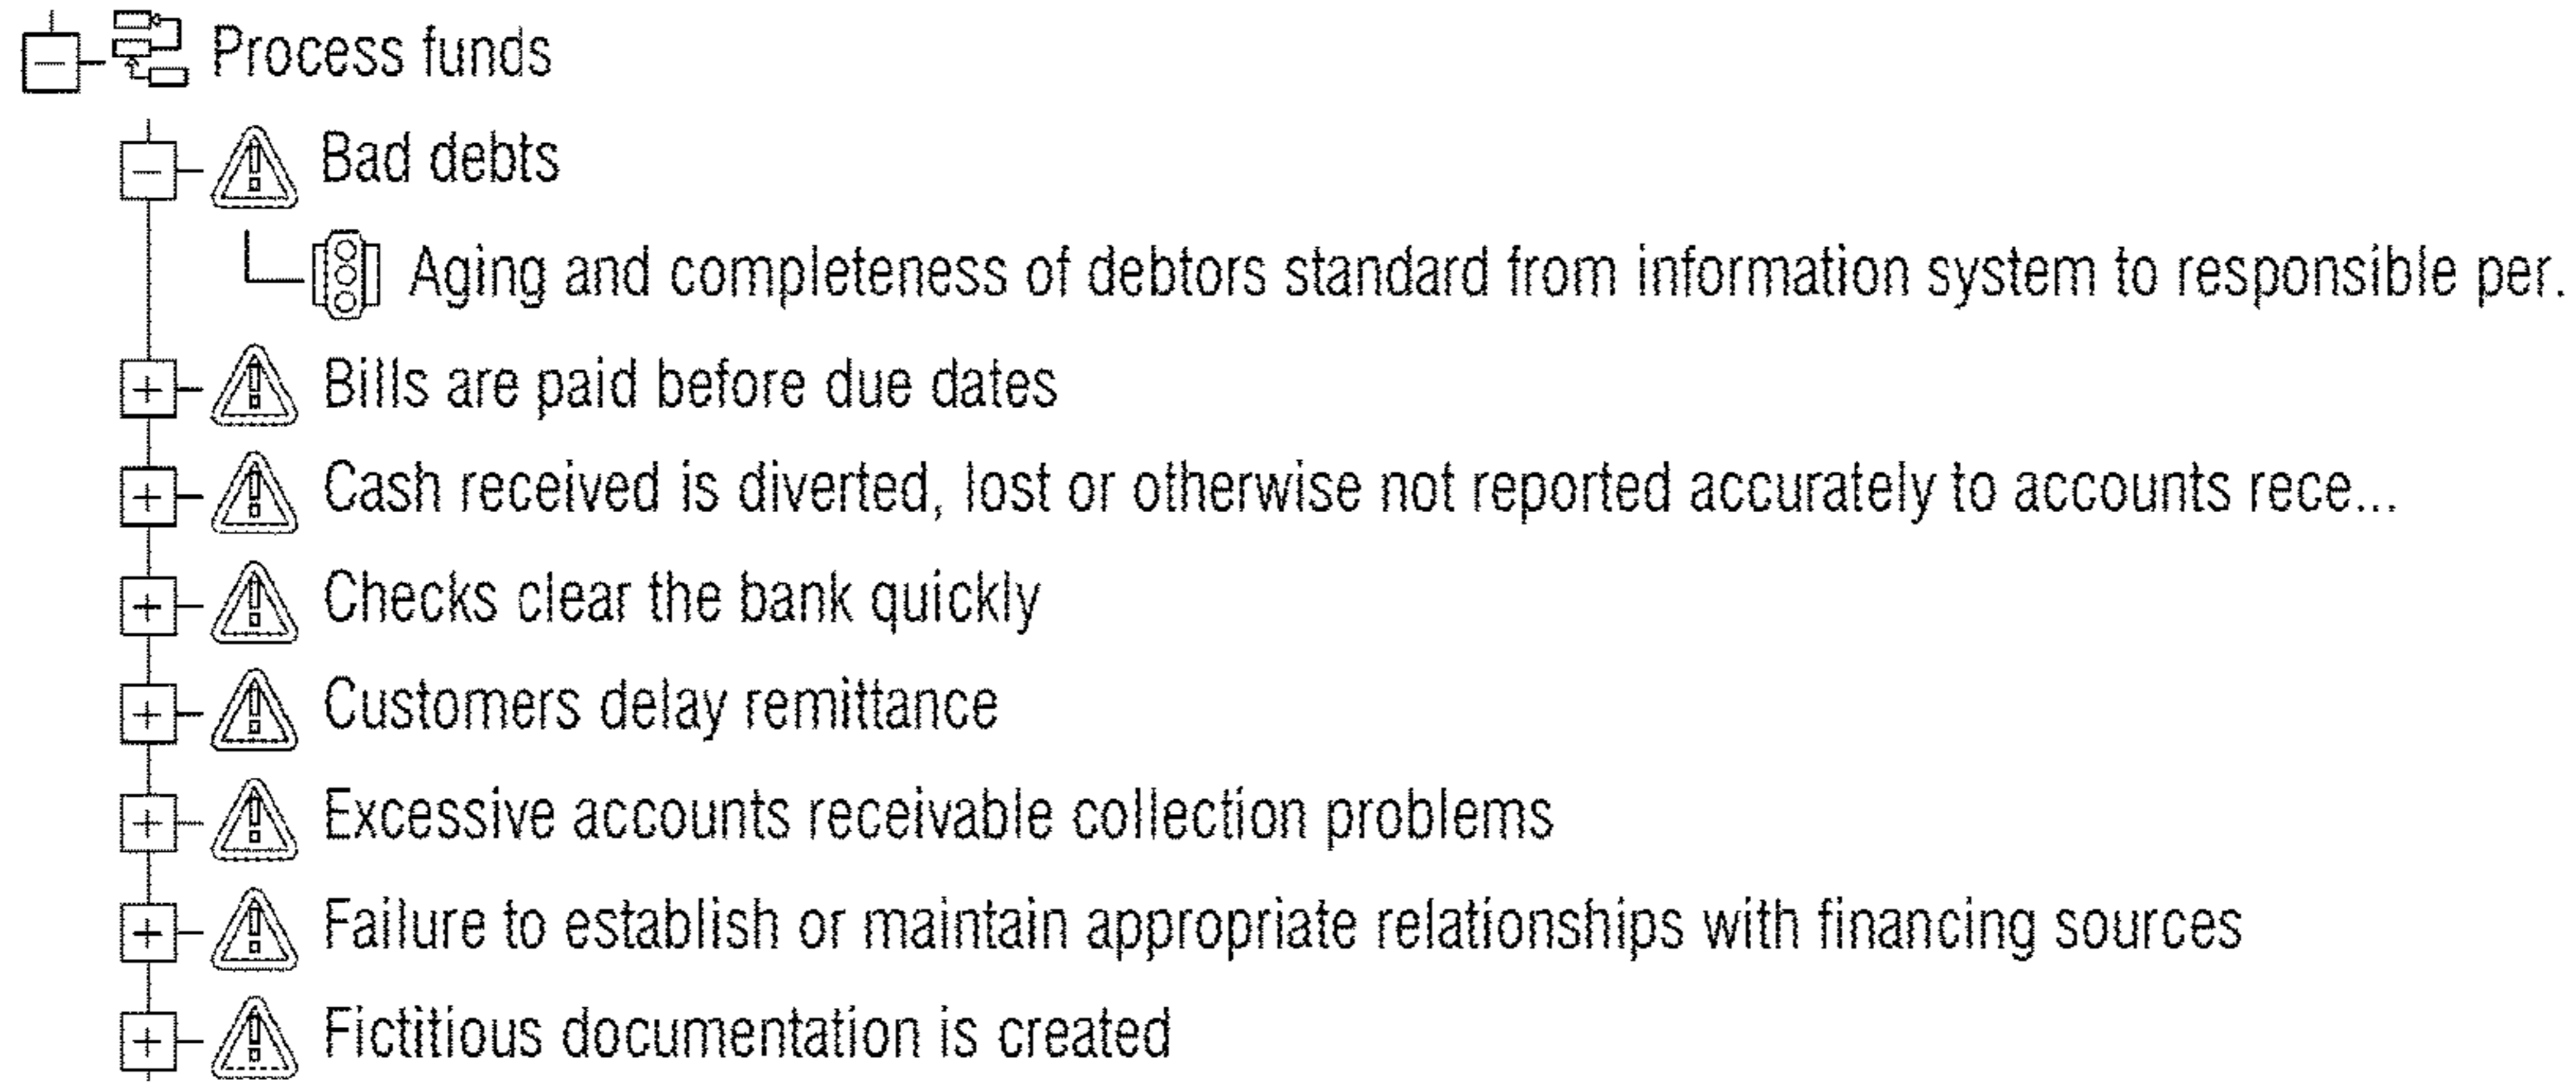 Process funds
Bad debts
Aging and completeness of debtors standard from information system to responsible per.
Bills are paid before due dates
Cash received is diverted, lost or otherwise not reported accurately to accounts rece...
Checks clear the bank quickly
Customers delay remittance
Excessive accounts receivable collection problems
Failure to establish or maintain appropriate relationships with financing sources
Fictitious documentation is created